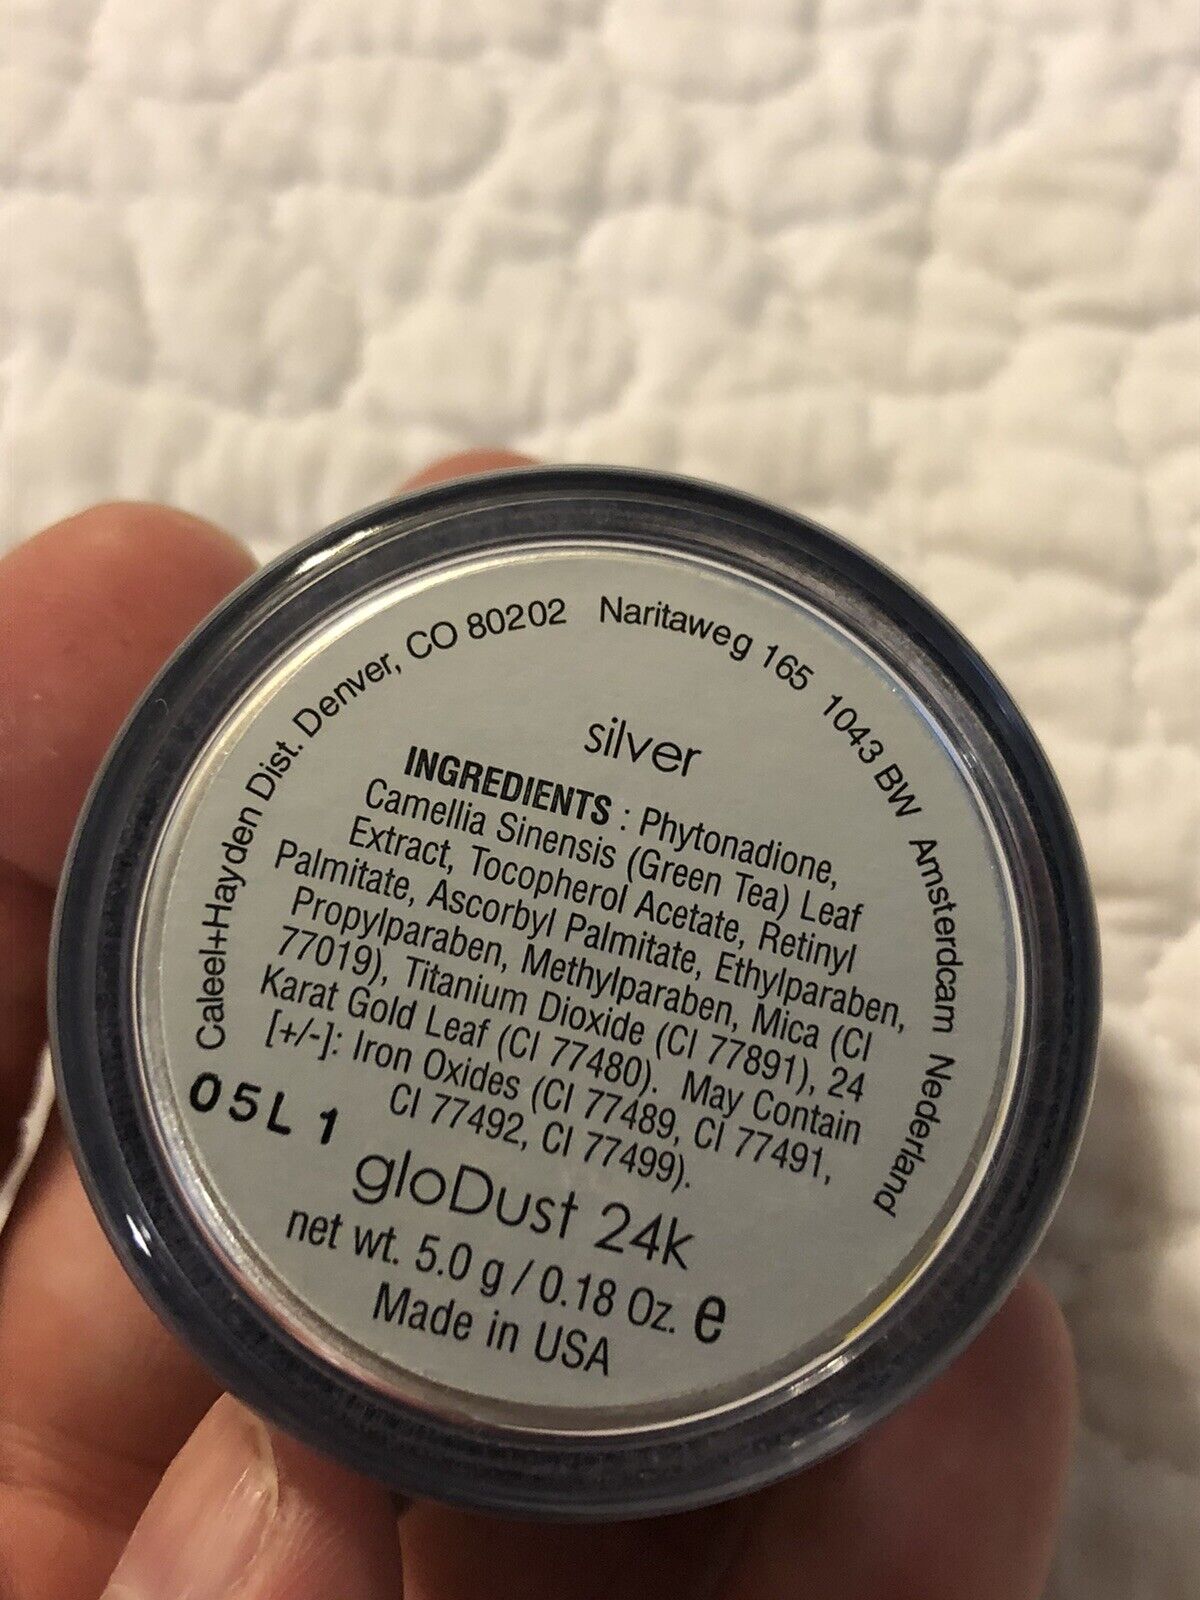 Caleel+Hayden Dist. Denver, CO 80202 Naritaweg 165 1043 BW Amsterdcam Nederland
silver
INGREDIENTS : Phytonadione,
Camellia Sinensis (Green Tea) Leaf
Extract, Tocopherol Acetate, Retinyl
Palmitate, Ascorbyl Palmitate, Ethylparaben,
Propylparaben, Methylparaben, Mica (CI
77019), Titanium Dioxide (CI 77891), 24
Karat Gold Leaf (CI 77480). May Contain
[+/-]: Iron Oxides (CI 77489, CI 77491,
CI 77492, CI 77499).
05L 1
gloDust 24k
net wt. 5.0 g / 0.18 Oz. e
Made in USA